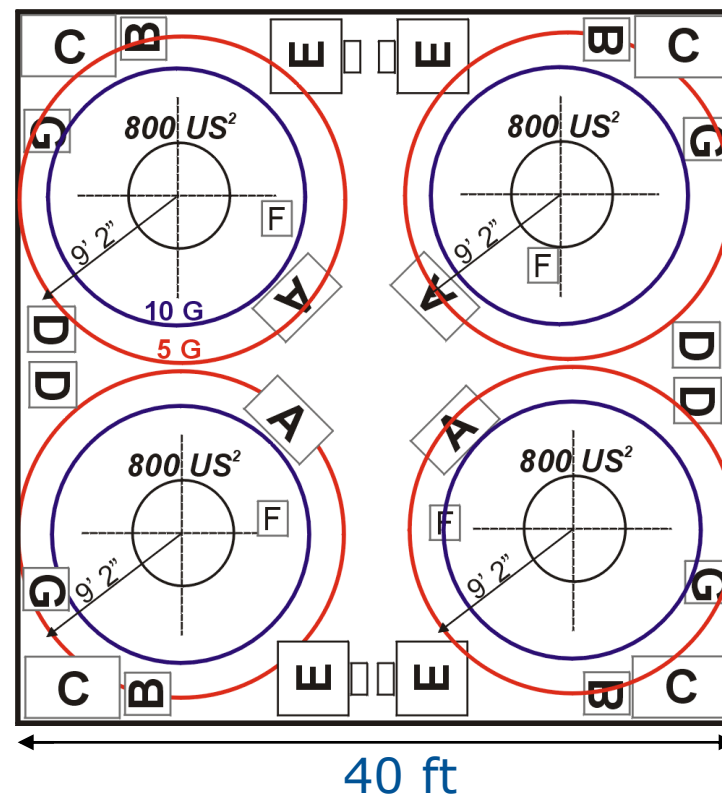 C B E E B C
G 800 US² 800 US² G
F F
9' 2” 9' 2”
A A
10 G
5 G
D D
D D
A A
800 US² 800 US²
F F
G 9' 2” 9' 2” G
C B E E B C
40 ft